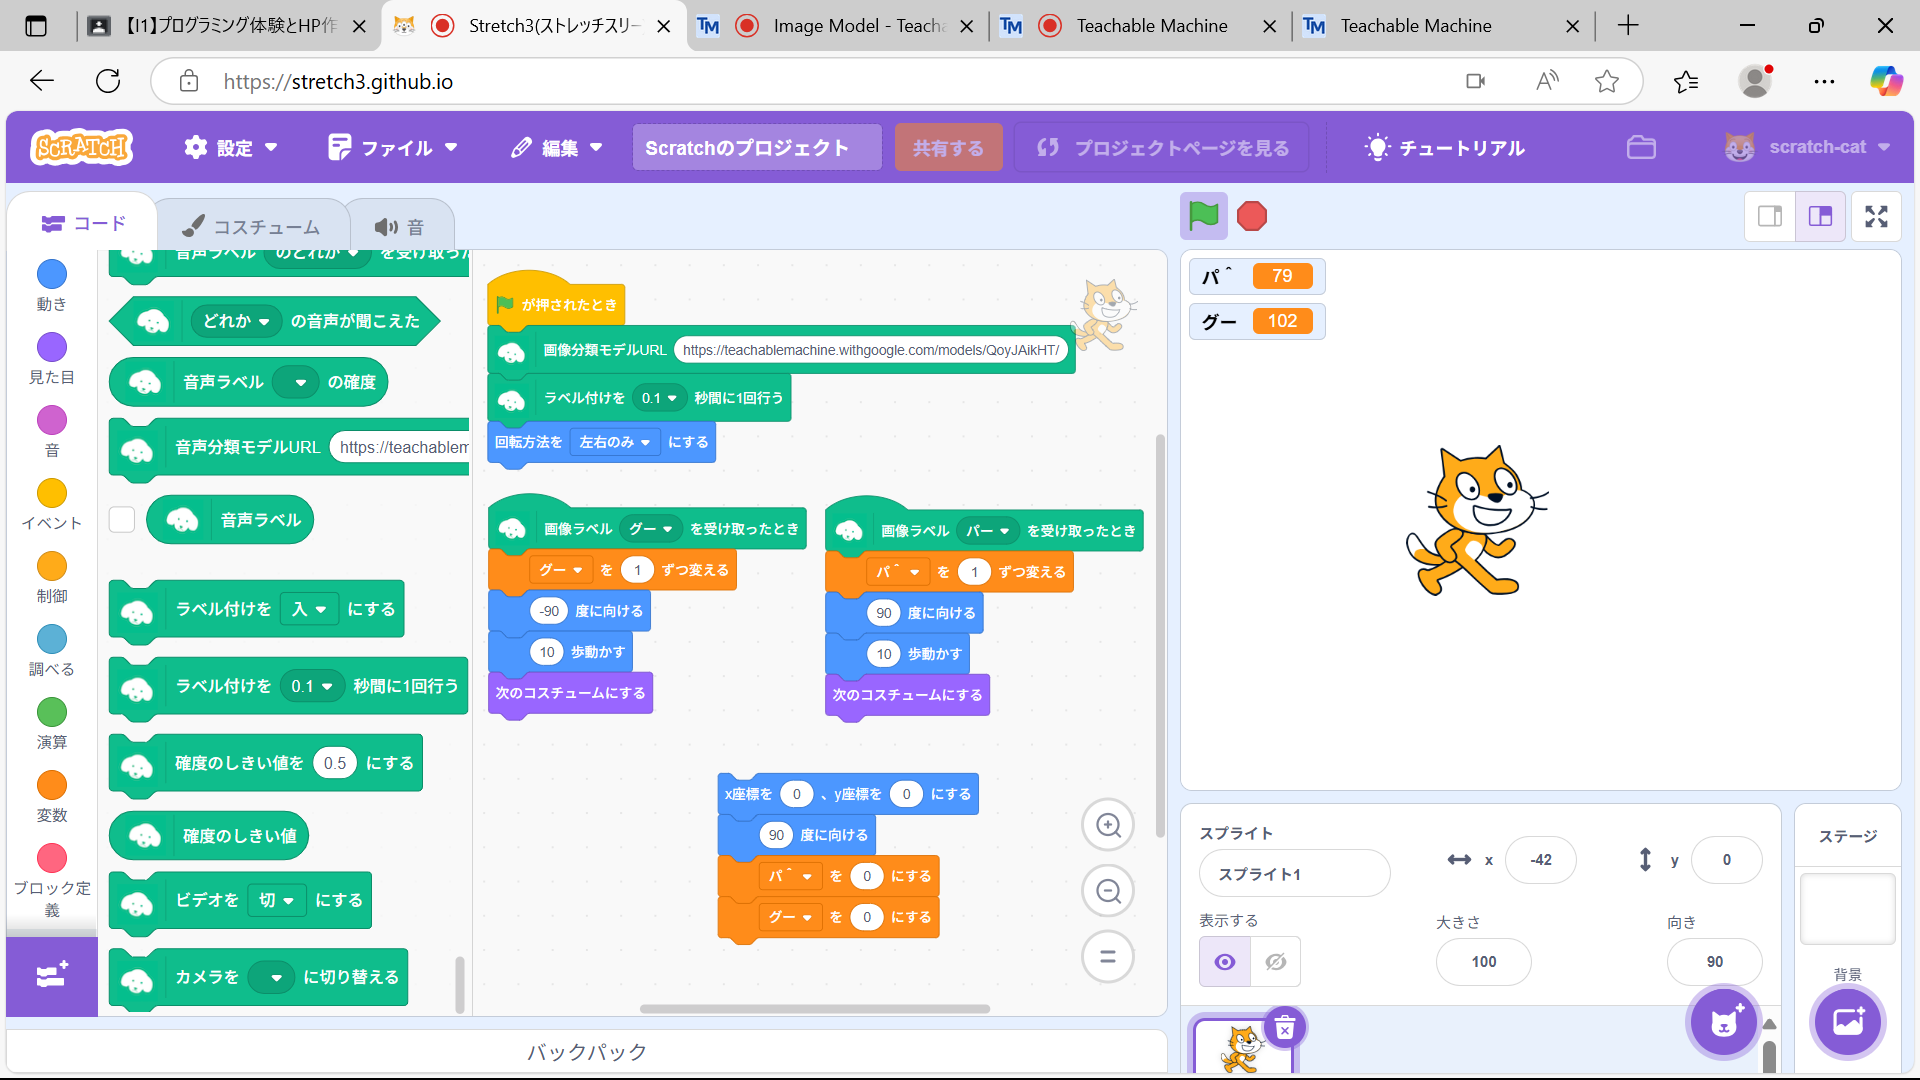 【I1】プログラミング体験とHP作
Stretch3(ストレッチスリー
Image Model - Teacha
Teachable Machine
Teachable Machine
https://stretch3.github.io
SCRATCH
設定
ファイル
編集
Scratchのプロジェクト
共有する
プロジェクトページを見る
チュートリアル
scratch-cat
コード
コスチューム
音
動き
見た目
音
イベント
制御
調べる
演算
変数
ブロック定義
音声ラベル のどれか を受け取った
どれか の音声が聞こえた
音声ラベル の確度
音声分類モデルURL https://teachablem
音声ラベル
ラベル付けを 入 にする
ラベル付けを 0.1 秒間に1回行う
確度のしきい値を 0.5 にする
確度のしきい値
ビデオを 切 にする
カメラを に切り替える
が押されたとき
画像分類モデルURL https://teachablemachine.withgoogle.com/models/QoyJAikHT/
ラベル付けを 0.1 秒間に1回行う
回転方法を 左右のみ にする
画像ラベル グー を受け取ったとき
グー を 1 ずつ変える
-90 度に向ける
10 歩動かす
次のコスチュームにする
画像ラベル パー を受け取ったとき
パ＾ を 1 ずつ変える
90 度に向ける
10 歩動かす
次のコスチュームにする
x座標を 0 、y座標を 0 にする
90 度に向ける
パ＾ を 0 にする
グー を 0 にする
バックパック
パ＾ 79
グー 102
スプライト
スプライト1
x -42
y 0
表示する
大きさ
100
向き
90
ステージ
背景